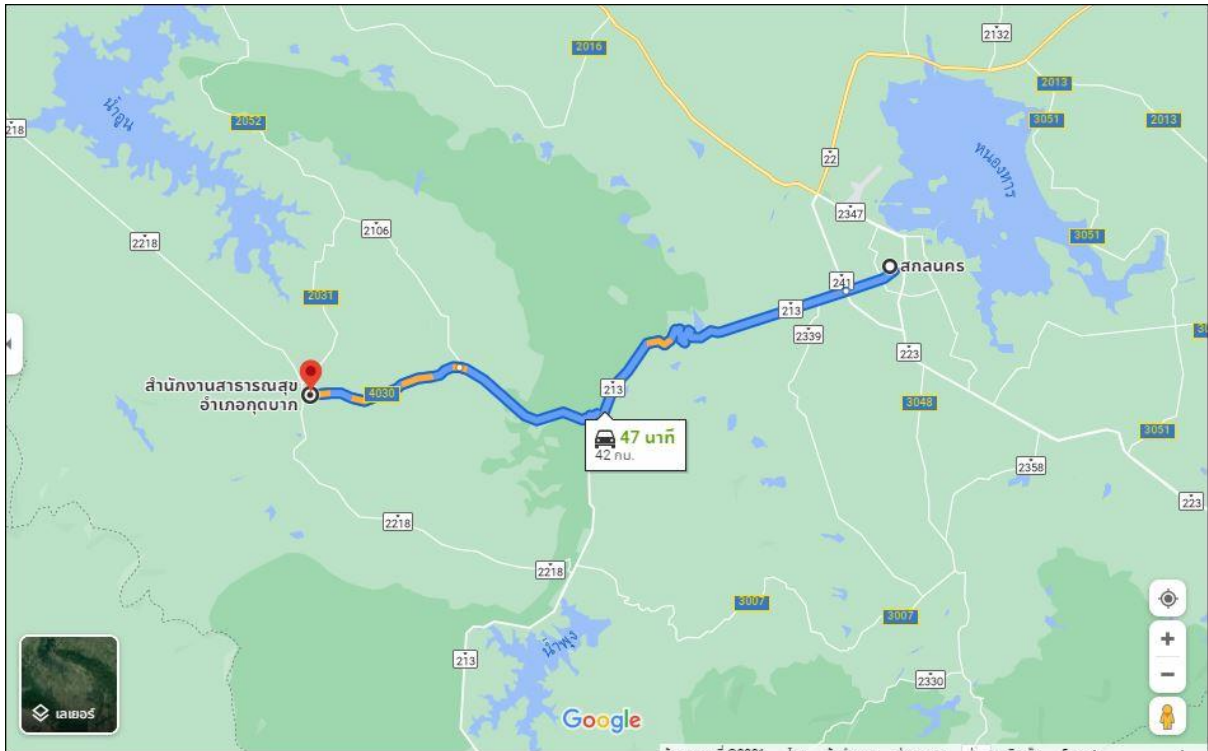 2132
2016
2013
218
2052
3051
2013
น้ำอูน
22
หนองหาร
2347
2106
2218
3051
สกลนคร
241
2031
213
2339
223
สำนักงานสาธารณสุข
อำเภอกุดบาก
4030
213
3048
3051
47 นาที
42 กม.
2358
223
2218
2218
3007
3007
น้ำพุง
213
2330
เลเยอร์
Google